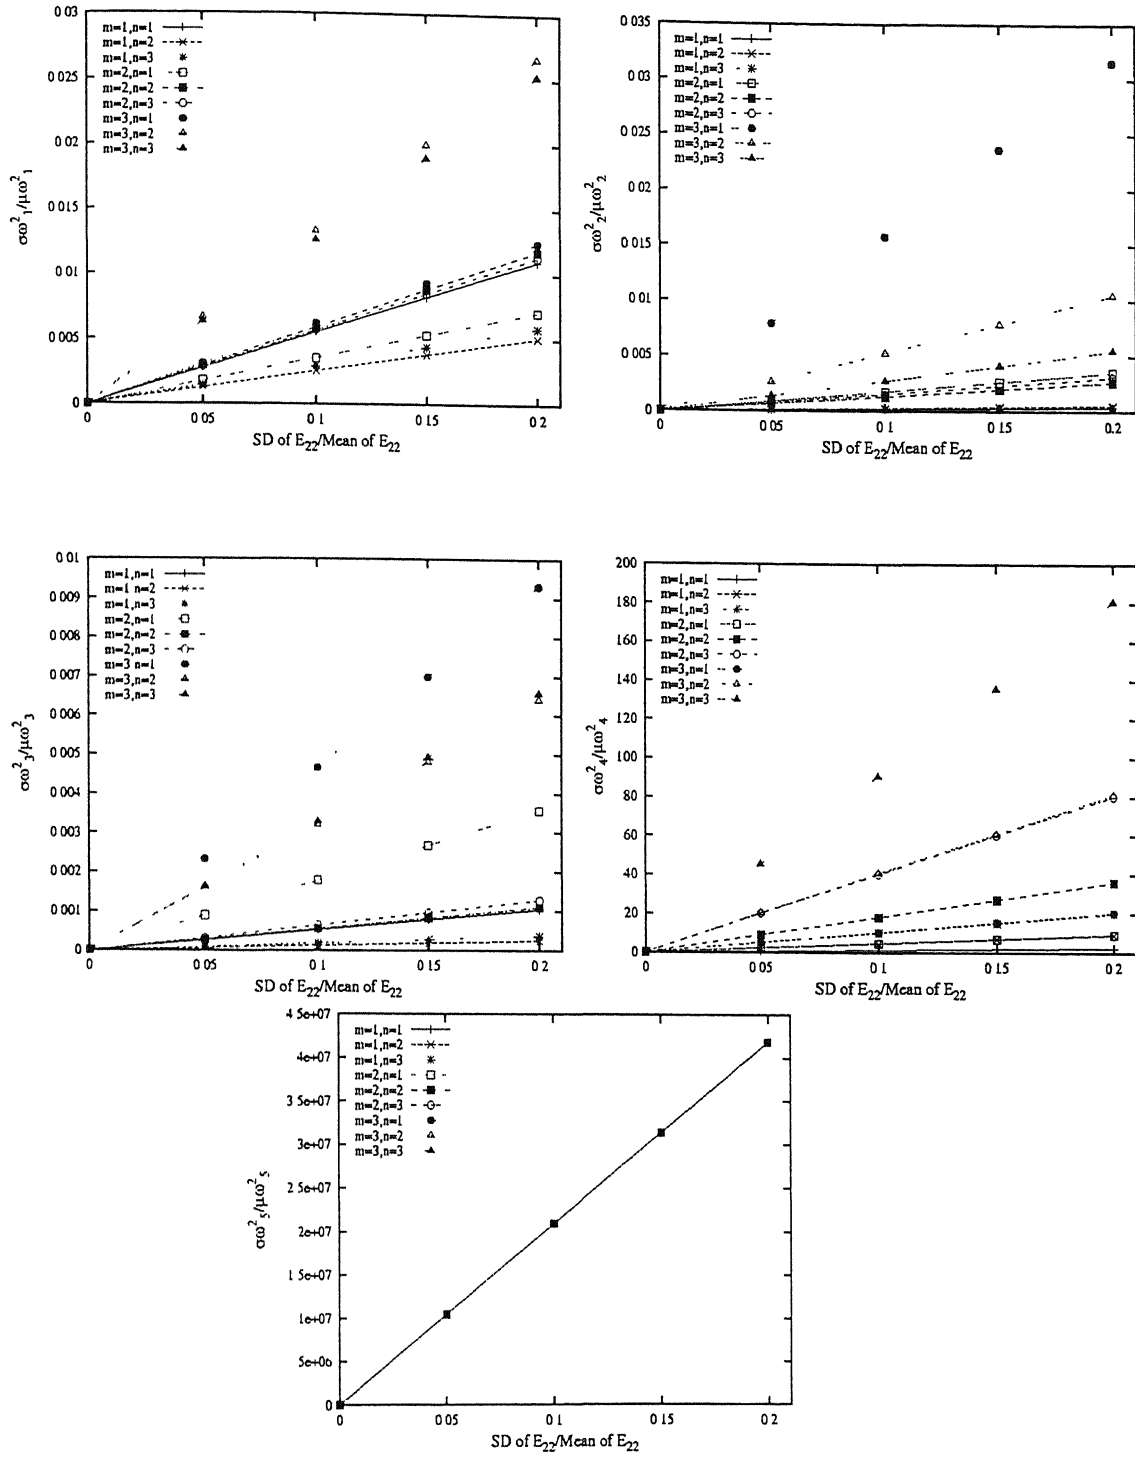 0 03
0 025
0 02
0 015
0 01
0 005
0
m=1,n=1
m=1,n=2
m=1,n=3
m=2,n=1
m=2,n=2
m=2,n=3
m=3,n=1
m=3,n=2
m=3,n=3
σω²₁/μω²₁
0 0 05 0 1 0 15 0 2
SD of E₂₂/Mean of E₂₂
0 035
0 03
0 025
0 02
0 015
0 01
0 005
0
m=1,n=1
m=1,n=2
m=1,n=3
m=2,n=1
m=2,n=2
m=2,n=3
m=3,n=1
m=3,n=2
m=3,n=3
σω²₂/μω²₂
0 0 05 0 1 0 15 0 2
SD of E₂₂/Mean of E₂₂
0 01
0 009
0 008
0 007
0 006
0 005
0 004
0 003
0 002
0 001
0
m=1,n=1
m=1 n=2
m=1,n=3
m=2,n=1
m=2,n=2
m=2,n=3
m=3 n=1
m=3,n=2
m=3,n=3
σω²₃/μω²₃
0 0 05 0 1 0 15 0 2
SD of E₂₂/Mean of E₂₂
200
180
160
140
120
100
80
60
40
20
0
m=1,n=1
m=1,n=2
m=1,n=3
m=2,n=1
m=2,n=2
m=2,n=3
m=3,n=1
m=3,n=2
m=3,n=3
σω²₄/μω²₄
0 0 05 0 1 0 15 0 2
SD of E₂₂/Mean of E₂₂
4 5e+07
4e+07
3 5e+07
3e+07
2 5e+07
2e+07
1 5e+07
1e+07
5e+06
0
m=1,n=1
m=1,n=2
m=1,n=3
m=2,n=1
m=2,n=2
m=2,n=3
m=3,n=1
m=3,n=2
m=3,n=3
σω²₅/μω²₅
0 0 05 0 1 0 15 0 2
SD of E₂₂/Mean of E₂₂